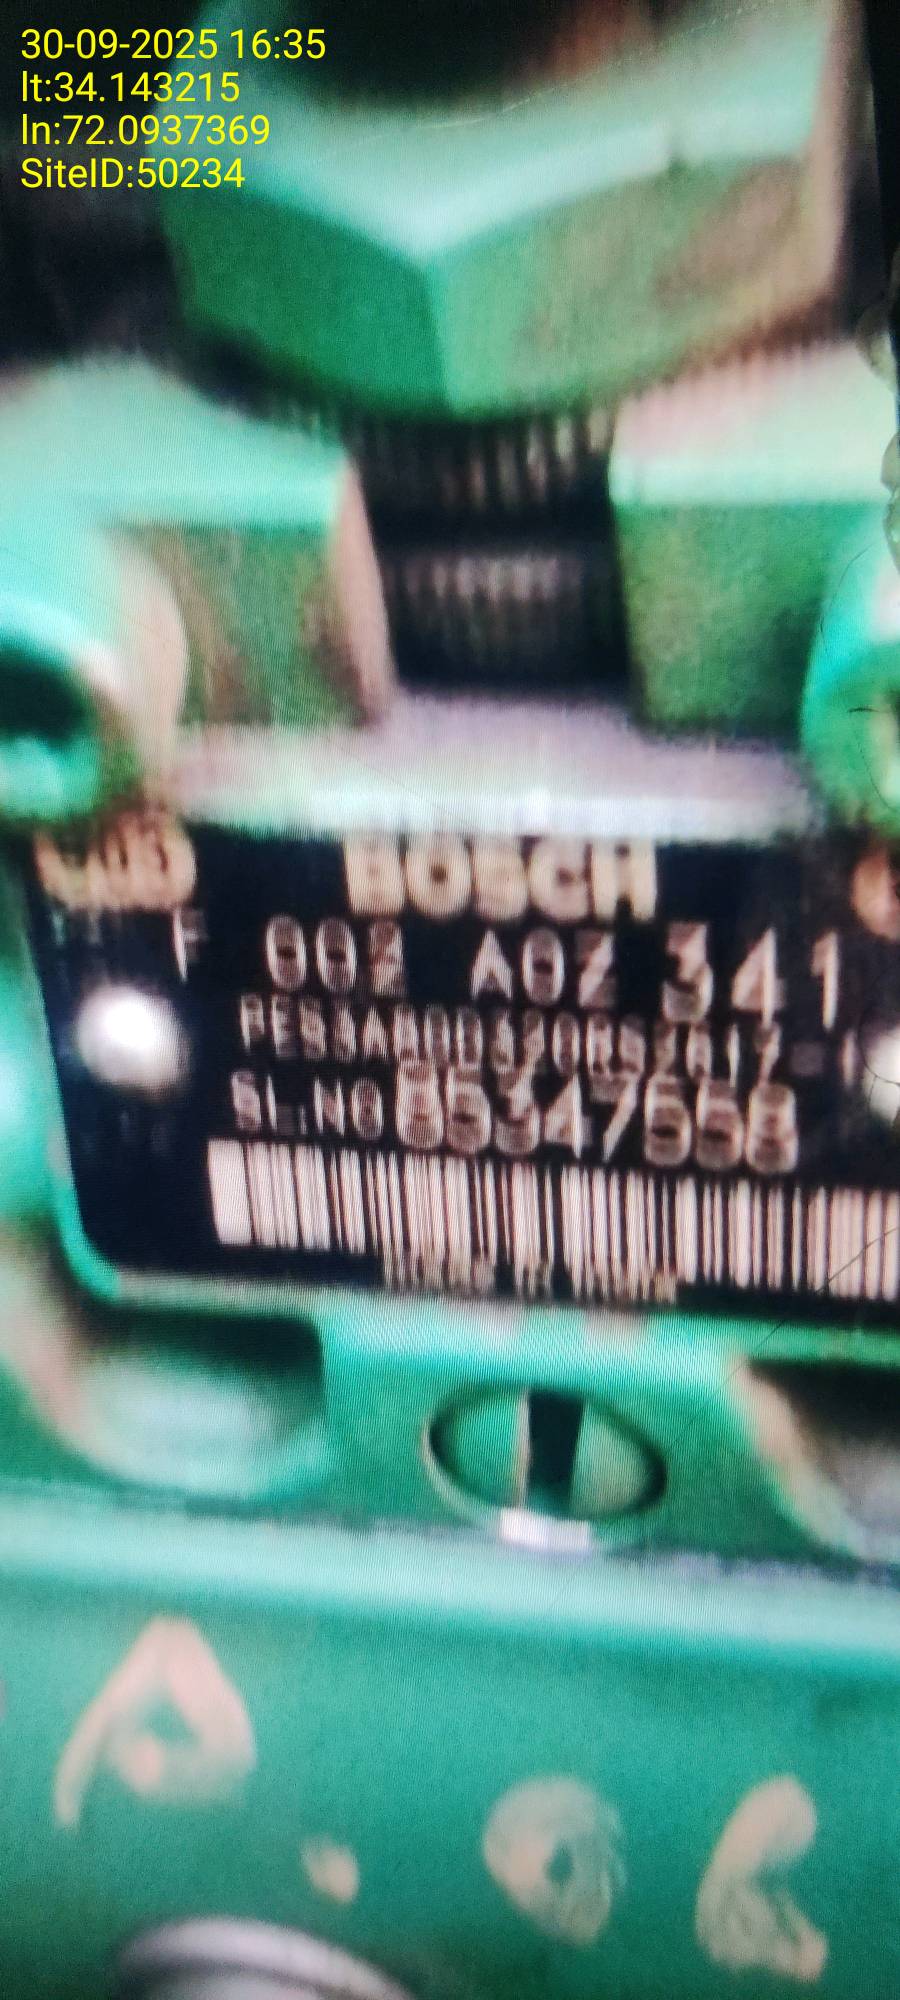 30-09-2025 16:35
lt:34.143215
ln:72.0937369
SiteID:50234
BOSCH
F 002 A0Z 341
SL.NO 85347558